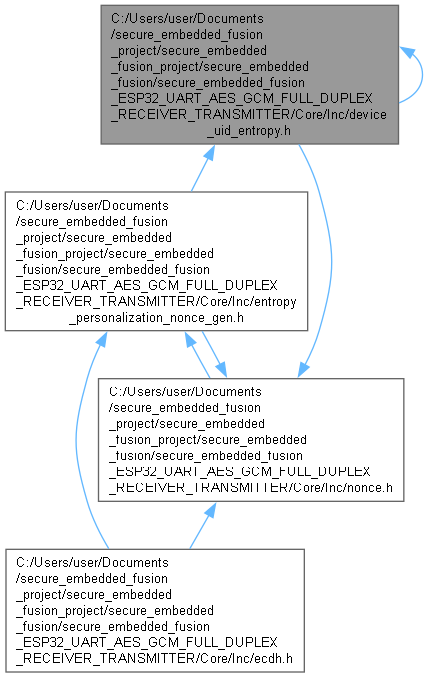 C:/Users/user/Documents
/secure_embedded_fusion
_project/secure_embedded
_fusion_project/secure_embedded
_fusion/secure_embedded_fusion
_ESP32_UART_AES_GCM_FULL_DUPLEX
_RECEIVER_TRANSMITTER/Core/Inc/device
_uid_entropy.h
C:/Users/user/Documents
/secure_embedded_fusion
_project/secure_embedded
_fusion_project/secure_embedded
_fusion/secure_embedded_fusion
_ESP32_UART_AES_GCM_FULL_DUPLEX
_RECEIVER_TRANSMITTER/Core/Inc/entropy
_personalization_nonce_gen.h
C:/Users/user/Documents
/secure_embedded_fusion
_project/secure_embedded
_fusion_project/secure_embedded
_fusion/secure_embedded_fusion
_ESP32_UART_AES_GCM_FULL_DUPLEX
_RECEIVER_TRANSMITTER/Core/Inc/nonce.h
C:/Users/user/Documents
/secure_embedded_fusion
_project/secure_embedded
_fusion_project/secure_embedded
_fusion/secure_embedded_fusion
_ESP32_UART_AES_GCM_FULL_DUPLEX
_RECEIVER_TRANSMITTER/Core/Inc/ecdh.h